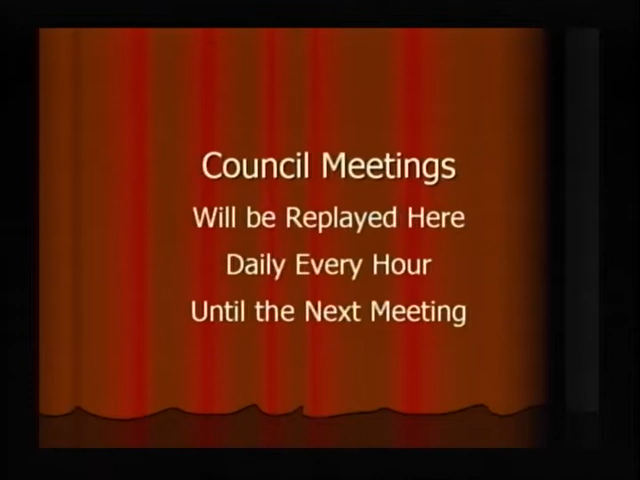 Council Meetings
Will be Replayed Here
Daily Every Hour
Until the Next Meeting